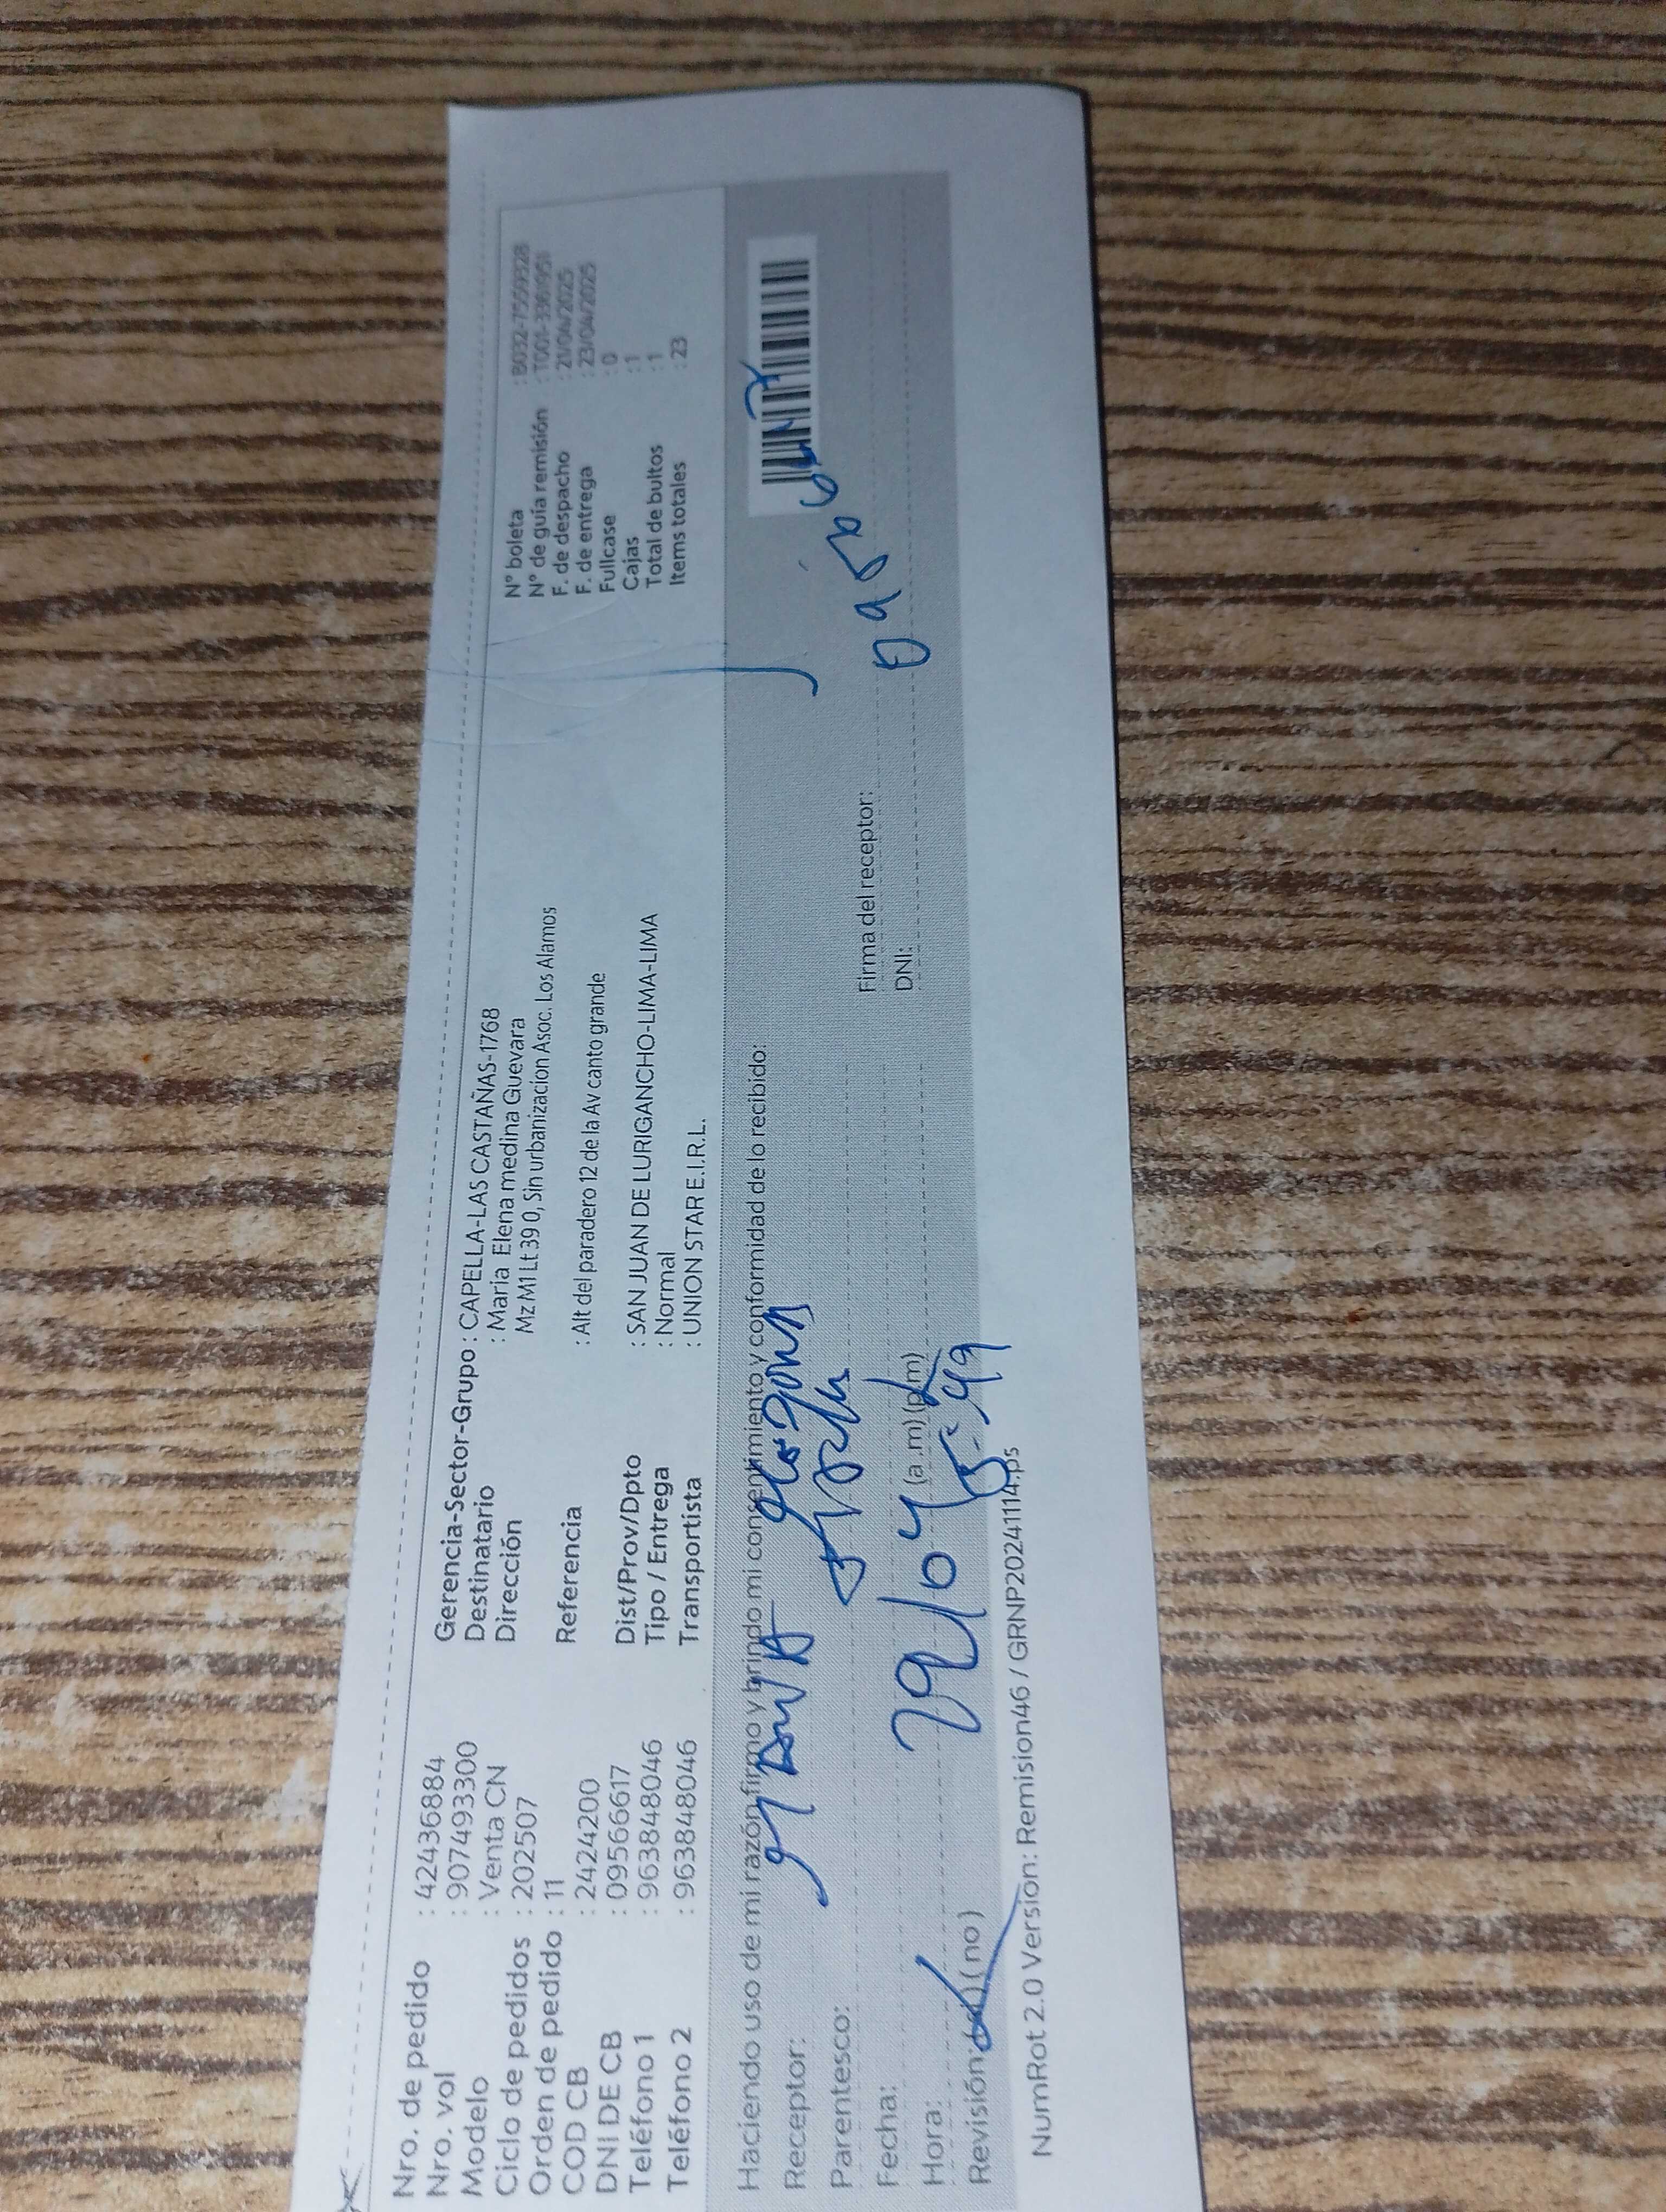 Nro. de pedido : 424436884
Nro. vol : 907493300
Modelo : Venta CN
Ciclo de pedidos : 202507
Orden de pedido : 11
COD CB : 2424200
DNI DE CB : 09566617
Teléfono 1 : 963848046
Teléfono 2 : 963848046
Gerencia-Sector-Grupo : CAPELLA-LAS CASTAÑAS-1768
Destinatario : Maria Elena medina Guevara
Dirección Mz M1 Lt 39 0, Sin urbanizacion Asoc. Los Alamos
Referencia : Alt del paradero 12 de la Av canto grande
Dist/Prov/Dpto : SAN JUAN DE LURIGANCHO-LIMA-LIMA
Tipo / Entrega : Normal
Transportista : UNION STAR E.I.R.L.
N° boleta
N° de guía remisión
F. de despacho : 21/04/2025
F. de entrega : 23/04/2025
Fullcase : 0
Cajas : 1
Total de bultos : 1
Items totales : 23
Haciendo uso de mi razón firmo y brindo mi consentimiento y conformidad de lo recibido:
Receptor:
Parentesco:
Fecha:
Hora: (a.m) (p.m)
Revisión: (si) (no)
Firma del receptor:
DNI:
NumRot 2.0 Version: Remision46 / GRNP20241114.ps